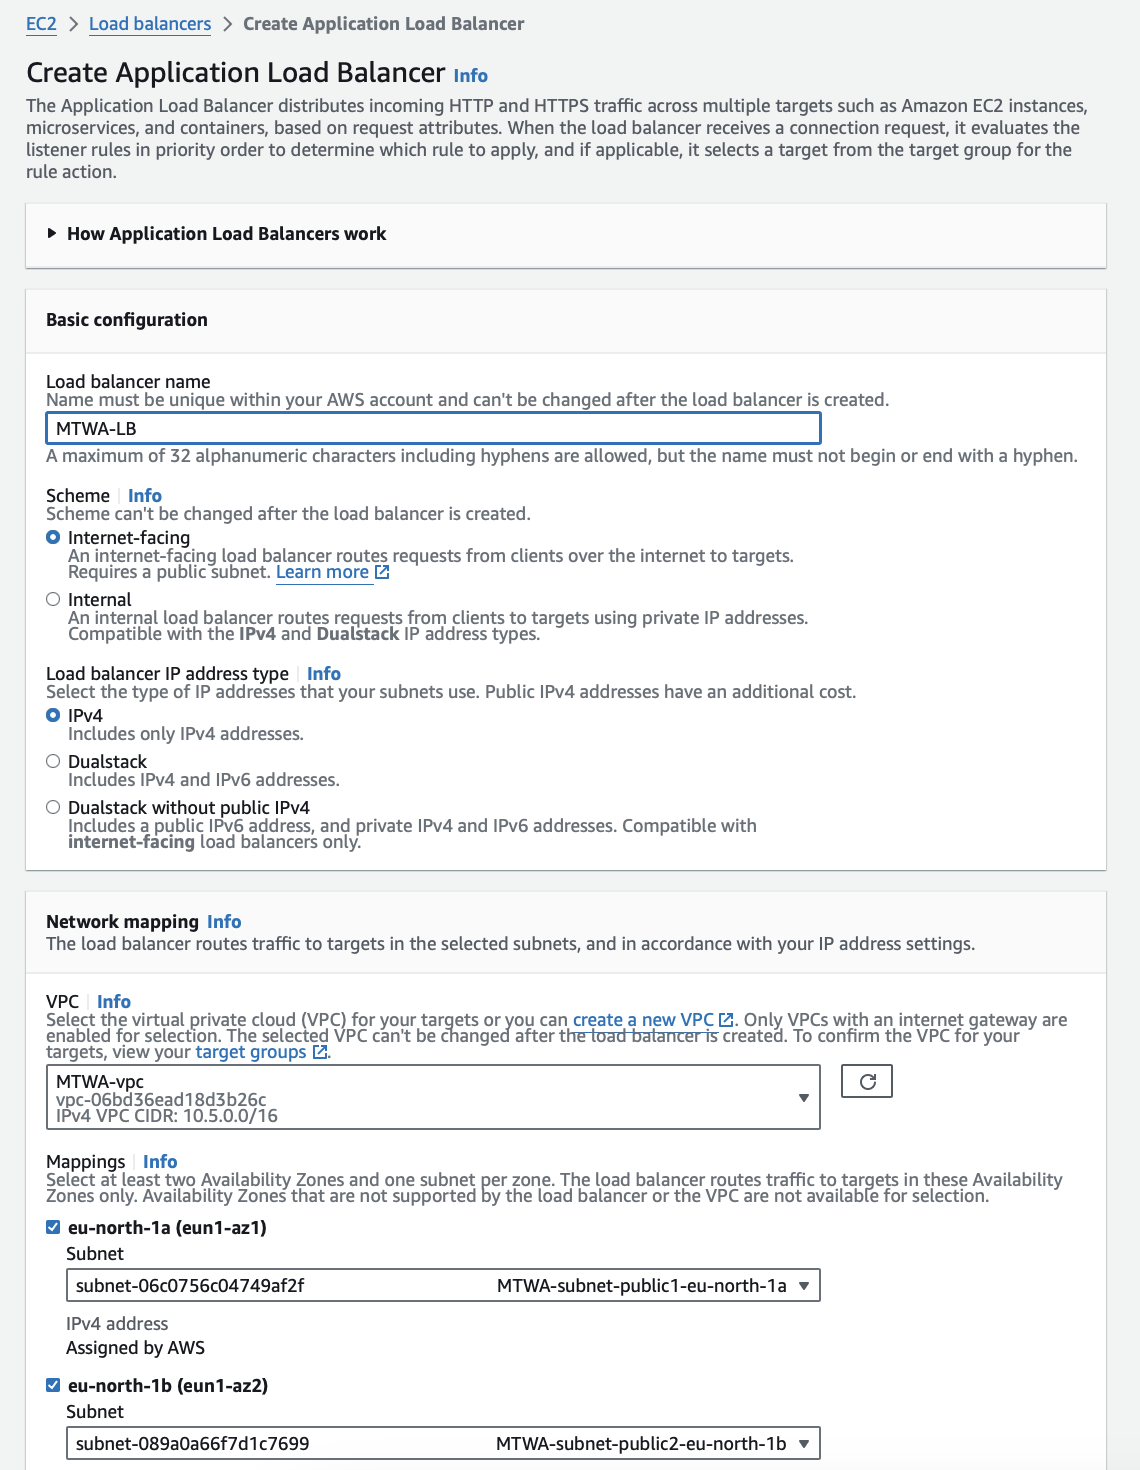 EC2 > Load balancers > Create Application Load Balancer
Create Application Load Balancer Info
The Application Load Balancer distributes incoming HTTP and HTTPS traffic across multiple targets such as Amazon EC2 instances,
microservices, and containers, based on request attributes. When the load balancer receives a connection request, it evaluates the
listener rules in priority order to determine which rule to apply, and if applicable, it selects a target from the target group for the
rule action.
How Application Load Balancers work
Basic configuration
Load balancer name
Name must be unique within your AWS account and can't be changed after the load balancer is created.
MTWA-LB
A maximum of 32 alphanumeric characters including hyphens are allowed, but the name must not begin or end with a hyphen.
Scheme Info
Scheme can't be changed after the load balancer is created.
Internet-facing
An internet-facing load balancer routes requests from clients over the internet to targets.
Requires a public subnet. Learn more
Internal
An internal load balancer routes requests from clients to targets using private IP addresses.
Compatible with the IPv4 and Dualstack IP address types.
Load balancer IP address type Info
Select the type of IP addresses that your subnets use. Public IPv4 addresses have an additional cost.
IPv4
Includes only IPv4 addresses.
Dualstack
Includes IPv4 and IPv6 addresses.
Dualstack without public IPv4
Includes a public IPv6 address, and private IPv4 and IPv6 addresses. Compatible with
internet-facing load balancers only.
Network mapping Info
The load balancer routes traffic to targets in the selected subnets, and in accordance with your IP address settings.
VPC Info
Select the virtual private cloud (VPC) for your targets or you can create a new VPC. Only VPCs with an internet gateway are
enabled for selection. The selected VPC can't be changed after the load balancer is created. To confirm the VPC for your
targets, view your target groups.
MTWA-vpc
vpc-06bd36ead18d3b26c
IPv4 VPC CIDR: 10.5.0.0/16
Mappings Info
Select at least two Availability Zones and one subnet per zone. The load balancer routes traffic to targets in these Availability
Zones only. Availability Zones that are not supported by the load balancer or the VPC are not available for selection.
eu-north-1a (eun1-az1)
Subnet
subnet-06c0756c04749af2f MTWA-subnet-public1-eu-north-1a
IPv4 address
Assigned by AWS
eu-north-1b (eun1-az2)
Subnet
subnet-089a0a66f7d1c7699 MTWA-subnet-public2-eu-north-1b